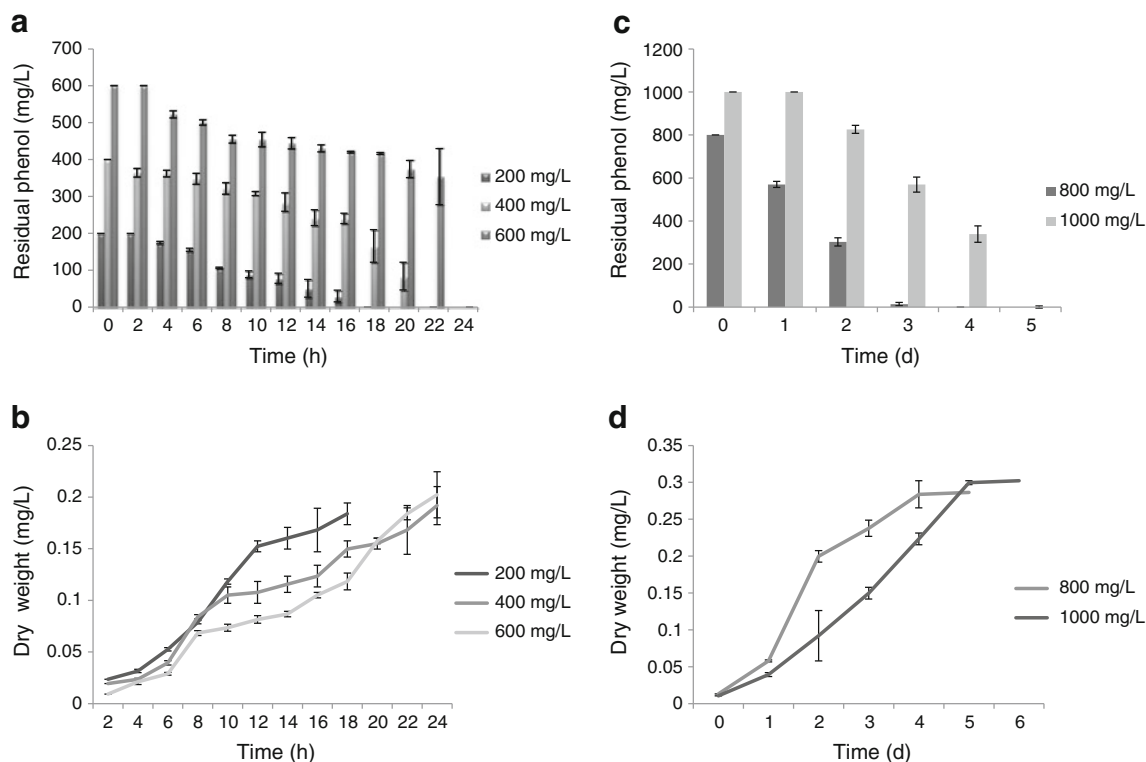 a
Residual phenol (mg/L)
700
600
500
400
300
200
100
0
0 2 4 6 8 10 12 14 16 18 20 22 24
Time (h)
200 mg/L
400 mg/L
600 mg/L
c
Residual phenol (mg/L)
1200
1000
800
600
400
200
0
0 1 2 3 4 5
Time (d)
800 mg/L
1000 mg/L
b
Dry weight (mg/L)
0.25
0.2
0.15
0.1
0.05
0
2 4 6 8 10 12 14 16 18 20 22 24
Time (h)
200 mg/L
400 mg/L
600 mg/L
d
Dry weight (mg/L)
0.35
0.3
0.25
0.2
0.15
0.1
0.05
0
0 1 2 3 4 5 6
Time (d)
800 mg/L
1000 mg/L